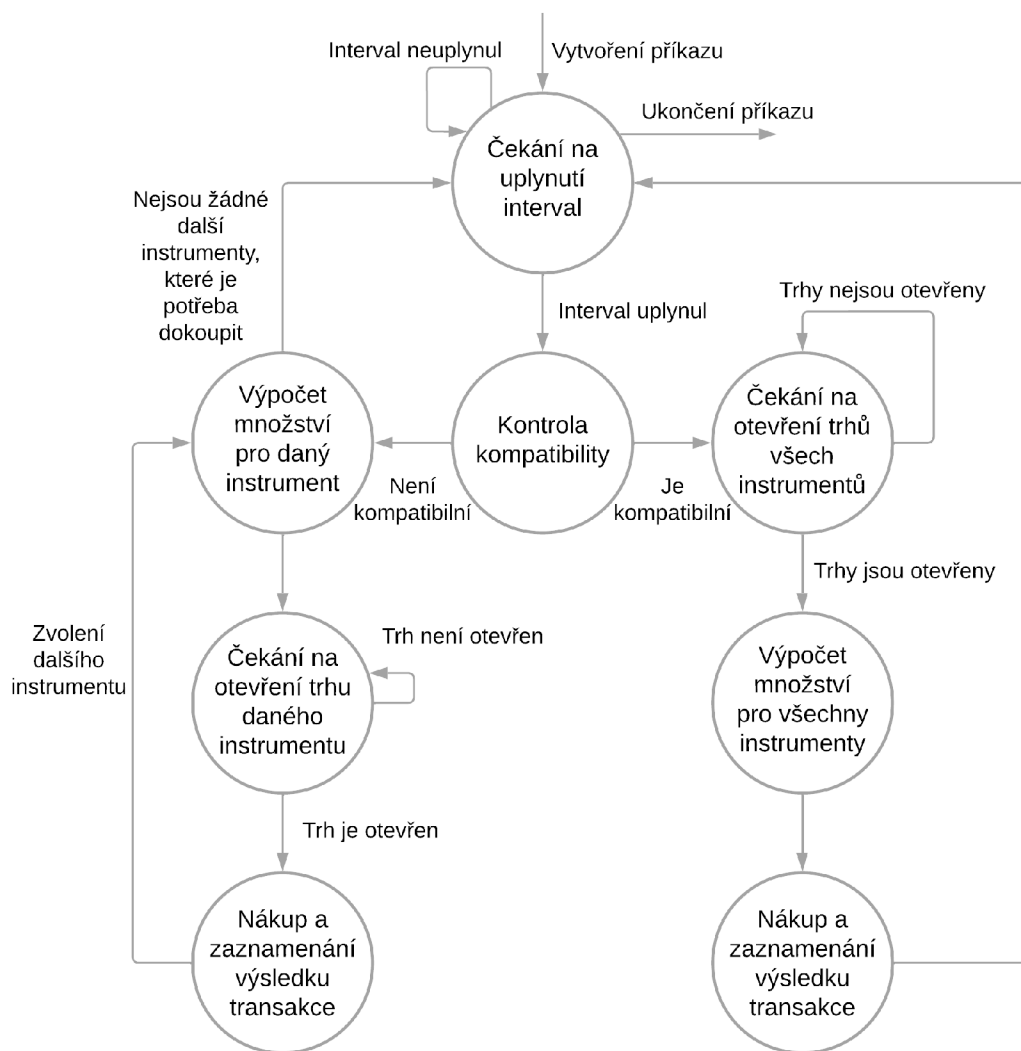 Interval neuplynul
Vytvoření příkazu
Ukončení příkazu
Čekání na
uplynutí
interval
Nejsou žádné
další
instrumenty,
které je
potřeba
dokoupit
Interval uplynul
Trhy nejsou otevřeny
Výpočet
množství
pro daný
instrument
Kontrola
kompatibility
Čekání na
otevření trhů
všech
instrumentů
Není
kompatibilní
Je
kompatibilní
Trhy jsou otevřeny
Zvolení
dalšího
instrumentu
Trh není otevřen
Čekání na
otevření trhu
daného
instrumentu
Výpočet
množství
pro všechny
instrumenty
Trh je otevřen
Nákup a
zaznamenání
výsledku
transakce
Nákup a
zaznamenání
výsledku
transakce